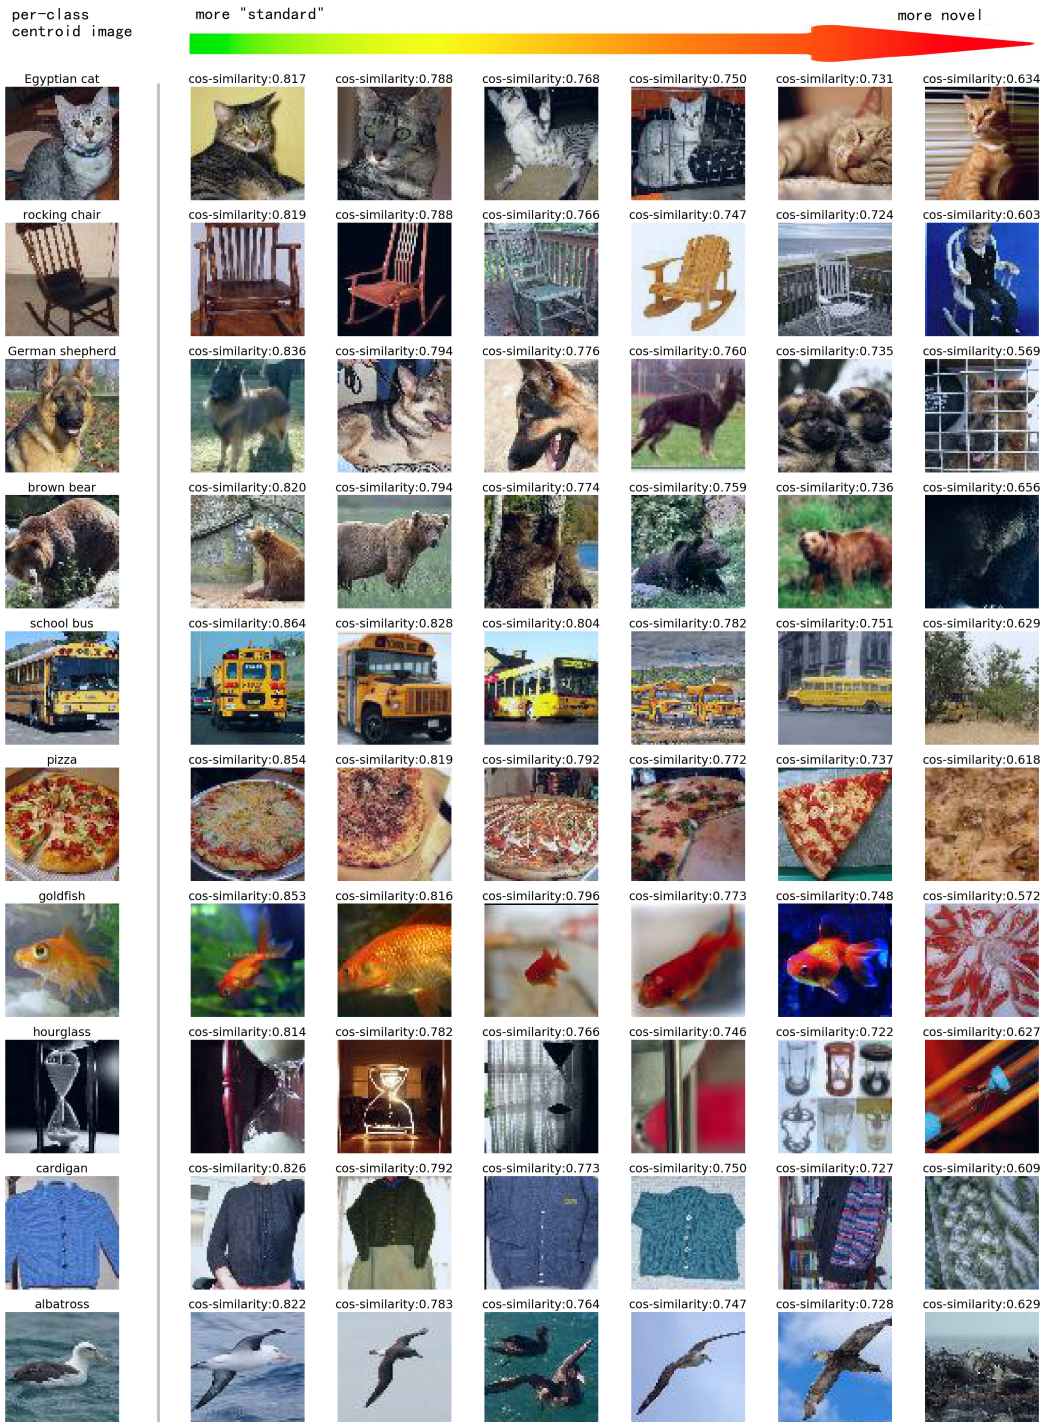 per-class
centroid image
more "standard"
more novel
Egyptian cat
cos-similarity:0.817
cos-similarity:0.788
cos-similarity:0.768
cos-similarity:0.750
cos-similarity:0.731
cos-similarity:0.634
rocking chair
cos-similarity:0.819
cos-similarity:0.788
cos-similarity:0.766
cos-similarity:0.747
cos-similarity:0.724
cos-similarity:0.603
German shepherd
cos-similarity:0.836
cos-similarity:0.794
cos-similarity:0.776
cos-similarity:0.760
cos-similarity:0.735
cos-similarity:0.569
brown bear
cos-similarity:0.820
cos-similarity:0.794
cos-similarity:0.774
cos-similarity:0.759
cos-similarity:0.736
cos-similarity:0.656
school bus
cos-similarity:0.864
cos-similarity:0.828
cos-similarity:0.804
cos-similarity:0.782
cos-similarity:0.751
cos-similarity:0.629
pizza
cos-similarity:0.854
cos-similarity:0.819
cos-similarity:0.792
cos-similarity:0.772
cos-similarity:0.737
cos-similarity:0.618
goldfish
cos-similarity:0.853
cos-similarity:0.816
cos-similarity:0.796
cos-similarity:0.773
cos-similarity:0.748
cos-similarity:0.572
hourglass
cos-similarity:0.814
cos-similarity:0.782
cos-similarity:0.766
cos-similarity:0.746
cos-similarity:0.722
cos-similarity:0.627
cardigan
cos-similarity:0.826
cos-similarity:0.792
cos-similarity:0.773
cos-similarity:0.750
cos-similarity:0.727
cos-similarity:0.609
albatross
cos-similarity:0.822
cos-similarity:0.783
cos-similarity:0.764
cos-similarity:0.747
cos-similarity:0.728
cos-similarity:0.629